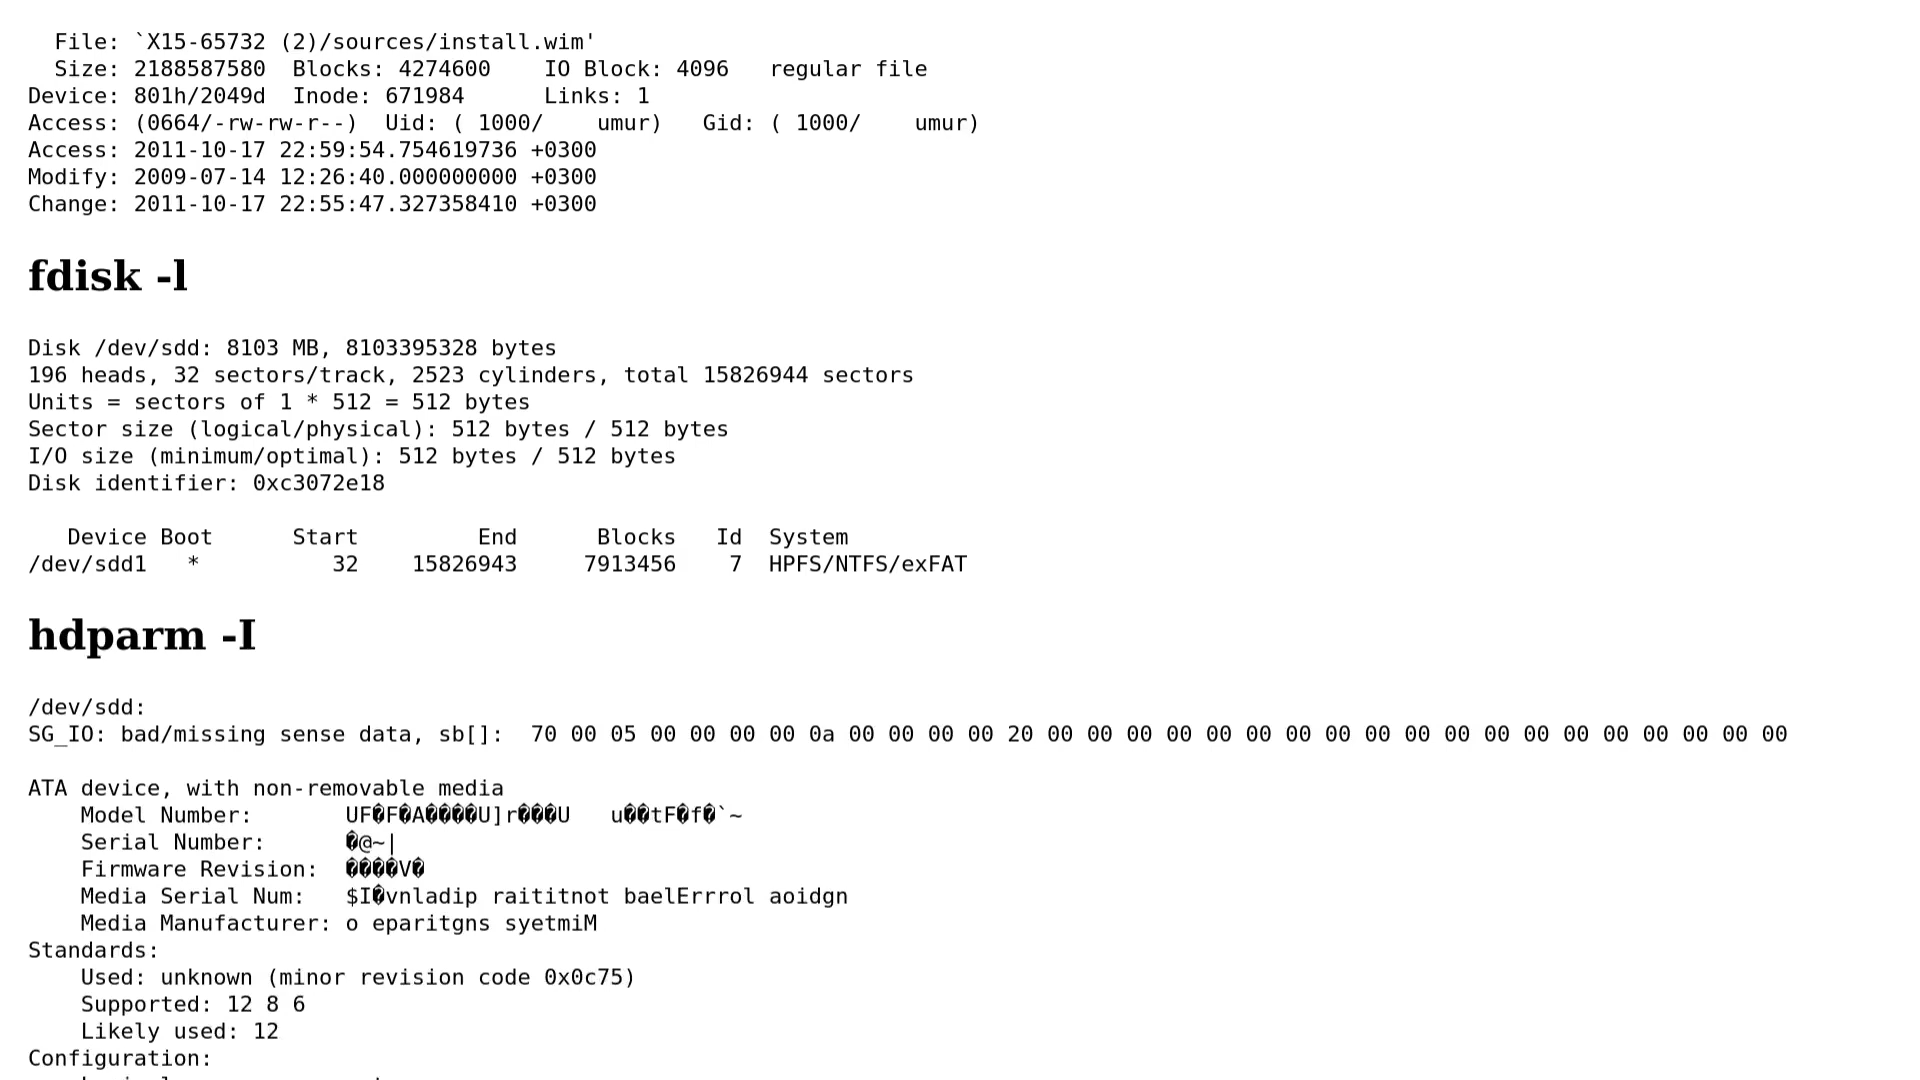 File: `X15-65732 (2)/sources/install.wim'
Size: 2188587580  Blocks: 4274600    IO Block: 4096   regular file
Device: 801h/2049d  Inode: 671984      Links: 1
Access: (0664/-rw-rw-r--)  Uid: ( 1000/    umur)   Gid: ( 1000/    umur)
Access: 2011-10-17 22:59:54.754619736 +0300
Modify: 2009-07-14 12:26:40.000000000 +0300
Change: 2011-10-17 22:55:47.327358410 +0300
fdisk -l
Disk /dev/sdd: 8103 MB, 8103395328 bytes
196 heads, 32 sectors/track, 2523 cylinders, total 15826944 sectors
Units = sectors of 1 * 512 = 512 bytes
Sector size (logical/physical): 512 bytes / 512 bytes
I/O size (minimum/optimal): 512 bytes / 512 bytes
Disk identifier: 0xc3072e18
Device Boot      Start         End      Blocks   Id  System
/dev/sdd1   *          32    15826943     7913456    7  HPFS/NTFS/exFAT
hdparm -I
/dev/sdd:
SG_IO: bad/missing sense data, sb[]:  70 00 05 00 00 00 00 0a 00 00 00 00 20 00 00 00 00 00 00 00 00 00 00 00 00 00 00 00 00 00 00 00
ATA device, with non-removable media
Model Number:       UF�F�A����U]r���U   u��tF�f�`~
Serial Number:      �@~|
Firmware Revision:  ����V�
Media Serial Num:   $I�vnladip raititnot baelErrrol aoidgn
Media Manufacturer: o eparitgns syetmiM
Standards:
Used: unknown (minor revision code 0x0c75)
Supported: 12 8 6
Likely used: 12
Configuration: